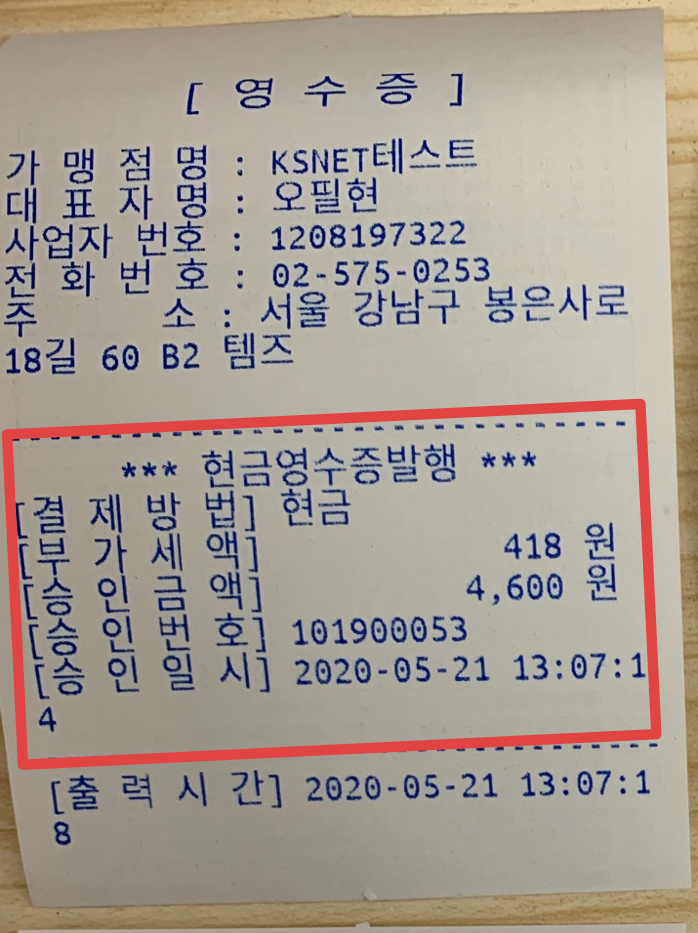 [ 영 수 증 ]
가 맹 점 명 : KSNET테스트
대 표 자 명 : 오필현
사업자 번호 : 1208197322
전 화 번 호 : 02-575-0253
주 소 : 서울 강남구 봉은사로
18길 60 B2 템즈
*** 현금영수증발행 ***
[결 제 방 법] 현금
[부 가 세 액] 418 원
[승 인 금 액] 4,600 원
[승 인 번 호] 101900053
[승 인 일 시] 2020-05-21 13:07:1
4
[출 력 시 간] 2020-05-21 13:07:1
8